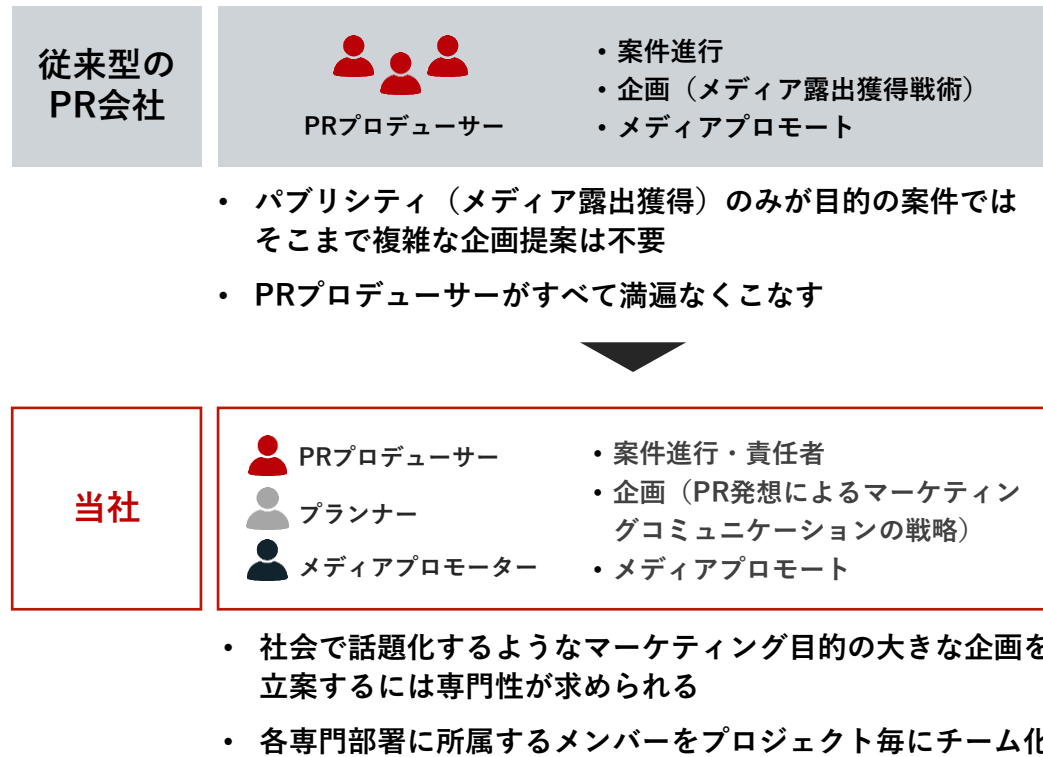 従来型の
PR会社
PRプロデューサー
・案件進行
・企画（メディア露出獲得戦術）
・メディアプロモート
• パブリシティ（メディア露出獲得）のみが目的の案件では
そこまで複雑な企画提案は不要
• PRプロデューサーがすべて満遍なくこなす
当社
PRプロデューサー
プランナー
メディアプロモーター
・案件進行・責任者
・企画（PR発想によるマーケティン
グコミュニケーションの戦略）
・メディアプロモート
• 社会で話題化するようなマーケティング目的の大きな企画を
立案するには専門性が求められる
• 各専門部署に所属するメンバーをプロジェクト毎にチーム化